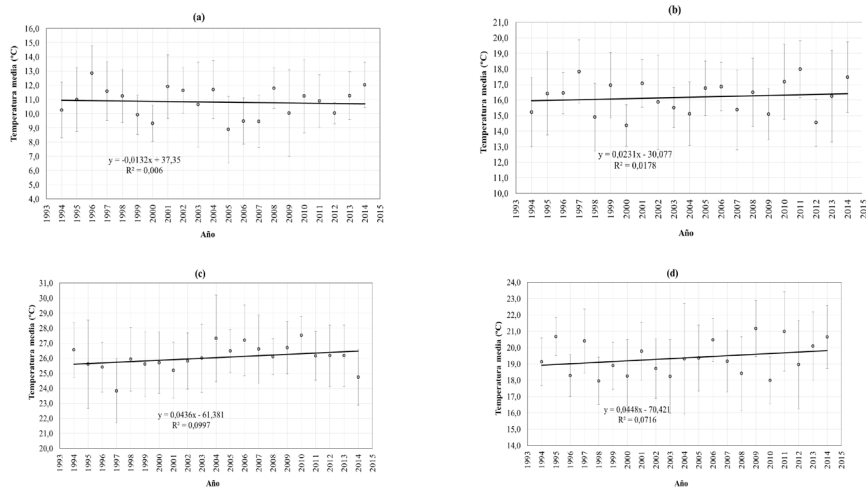 (a)
16,0
15,0
14,0
13,0
12,0
11,0
10,0
9,0
8,0
7,0
6,0
5,0
4,0
Temperatura media (°C)
y = -0,0132x + 37,35
R² = 0,006
1993 1994 1995 1996 1997 1998 1999 2000 2001 2002 2003 2004 2005 2006 2007 2008 2009 2010 2011 2012 2013 2014 2015
Año
(b)
21,0
20,0
19,0
18,0
17,0
16,0
15,0
14,0
13,0
12,0
11,0
10,0
Temperatura media (°C)
y = 0,0231x - 30,077
R² = 0,0178
1993 1994 1995 1996 1997 1998 1999 2000 2001 2002 2003 2004 2005 2006 2007 2008 2009 2010 2011 2012 2013 2014 2015
Año
(c)
31,0
30,0
29,0
28,0
27,0
26,0
25,0
24,0
23,0
22,0
21,0
20,0
Temperatura media (°C)
y = 0,0436x - 61,381
R² = 0,0997
1993 1994 1995 1996 1997 1998 1999 2000 2001 2002 2003 2004 2005 2006 2007 2008 2009 2010 2011 2012 2013 2014 2015
Año
(d)
24,0
23,0
22,0
21,0
20,0
19,0
18,0
17,0
16,0
15,0
14,0
Temperatura media (°C)
y = 0,0448x - 70,421
R² = 0,0716
1993 1994 1995 1996 1997 1998 1999 2000 2001 2002 2003 2004 2005 2006 2007 2008 2009 2010 2011 2012 2013 2014 2015
Año